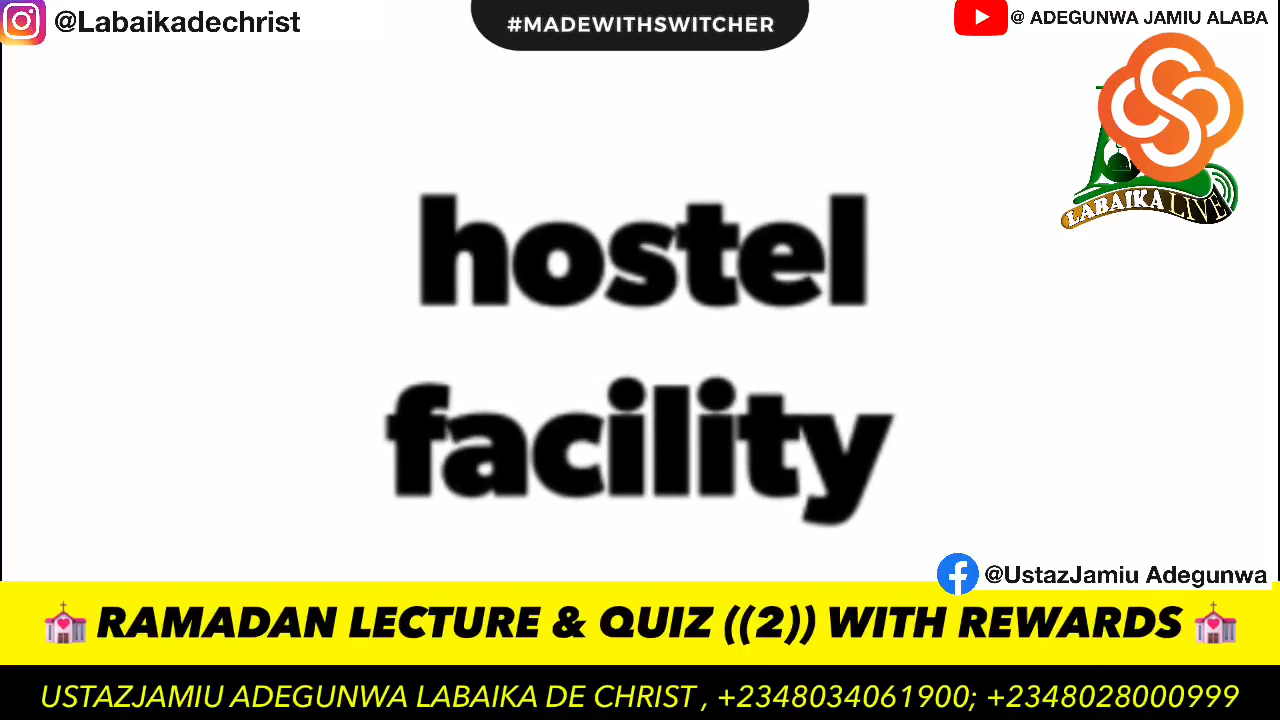 @Labaikadechrist
#MADEWITHSWITCHER
@ ADEGUNWA JAMIU ALABA
LABAIKA LIVE
hostel
facility
@UstazJamiu Adegunwa
RAMADAN LECTURE & QUIZ ((2)) WITH REWARDS
USTAZJAMIU ADEGUNWA LABAIKA DE CHRIST , +2348034061900; +2348028000999